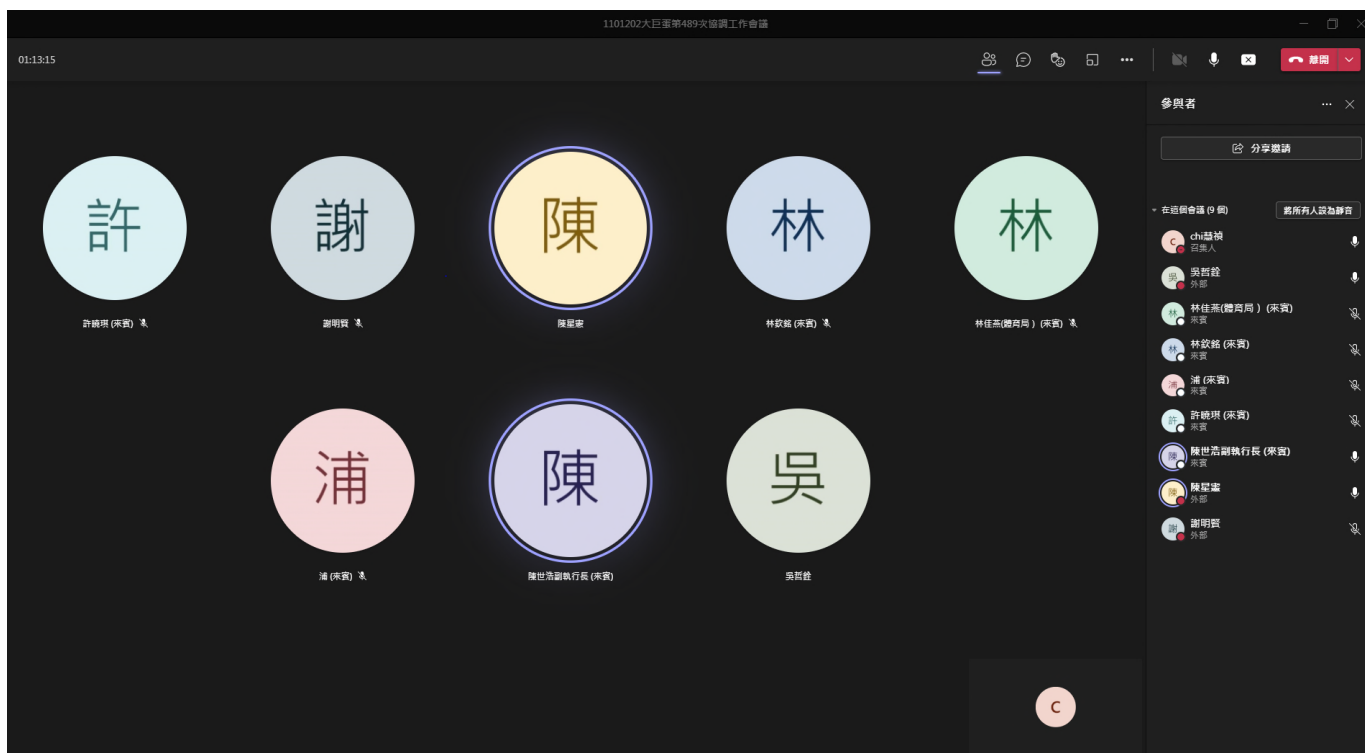 1101202大巨蛋第489次協調工作會議
01:13:15
離開
許
謝
陳
林
林
許曉琪 (來賓)
謝明賢
陳星憲
林欽銘 (來賓)
林佳燕(體育局) (來賓)
浦
陳
吳
浦 (來賓)
陳世浩副執行長 (來賓)
吳哲銓
C
參與者
分享邀請
在這個會議 (9 個)
將所有人設為靜音
C
chi慧禎
召集人
吳
吳哲銓
外部
林
林佳燕(體育局) (來賓)
來賓
林
林欽銘 (來賓)
來賓
浦
浦 (來賓)
來賓
許
許曉琪 (來賓)
來賓
陳
陳世浩副執行長 (來賓)
來賓
陳
陳星憲
外部
謝
謝明賢
外部